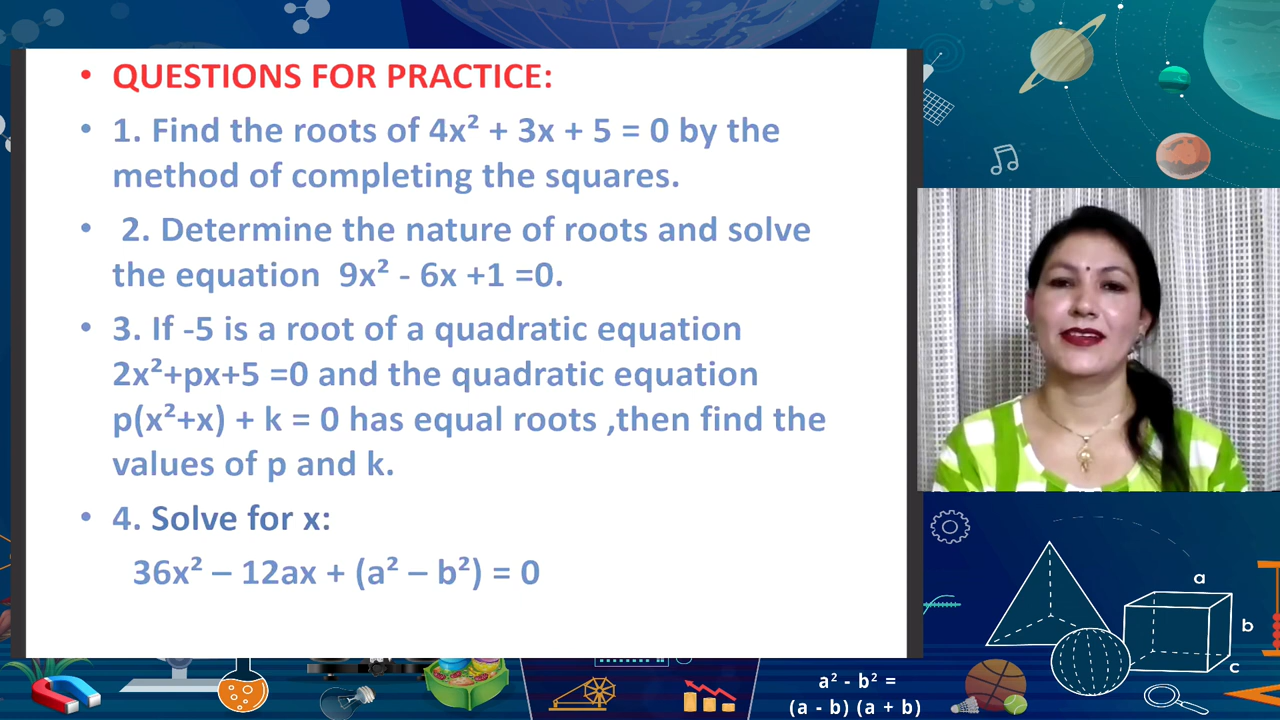 • QUESTIONS FOR PRACTICE:
• 1. Find the roots of 4x² + 3x + 5 = 0 by the
method of completing the squares.
• 2. Determine the nature of roots and solve
the equation 9x² - 6x +1 =0.
• 3. If -5 is a root of a quadratic equation
2x²+px+5 =0 and the quadratic equation
p(x²+x) + k = 0 has equal roots ,then find the
values of p and k.
• 4. Solve for x:
36x² – 12ax + (a² – b²) = 0
a
b
c
a² - b² =
(a - b) (a + b)